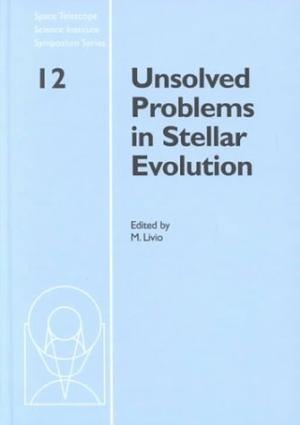 Space Telescope
Science Institute
Symposium Series
12
Unsolved
Problems
in Stellar
Evolution
Edited by
M. Livio